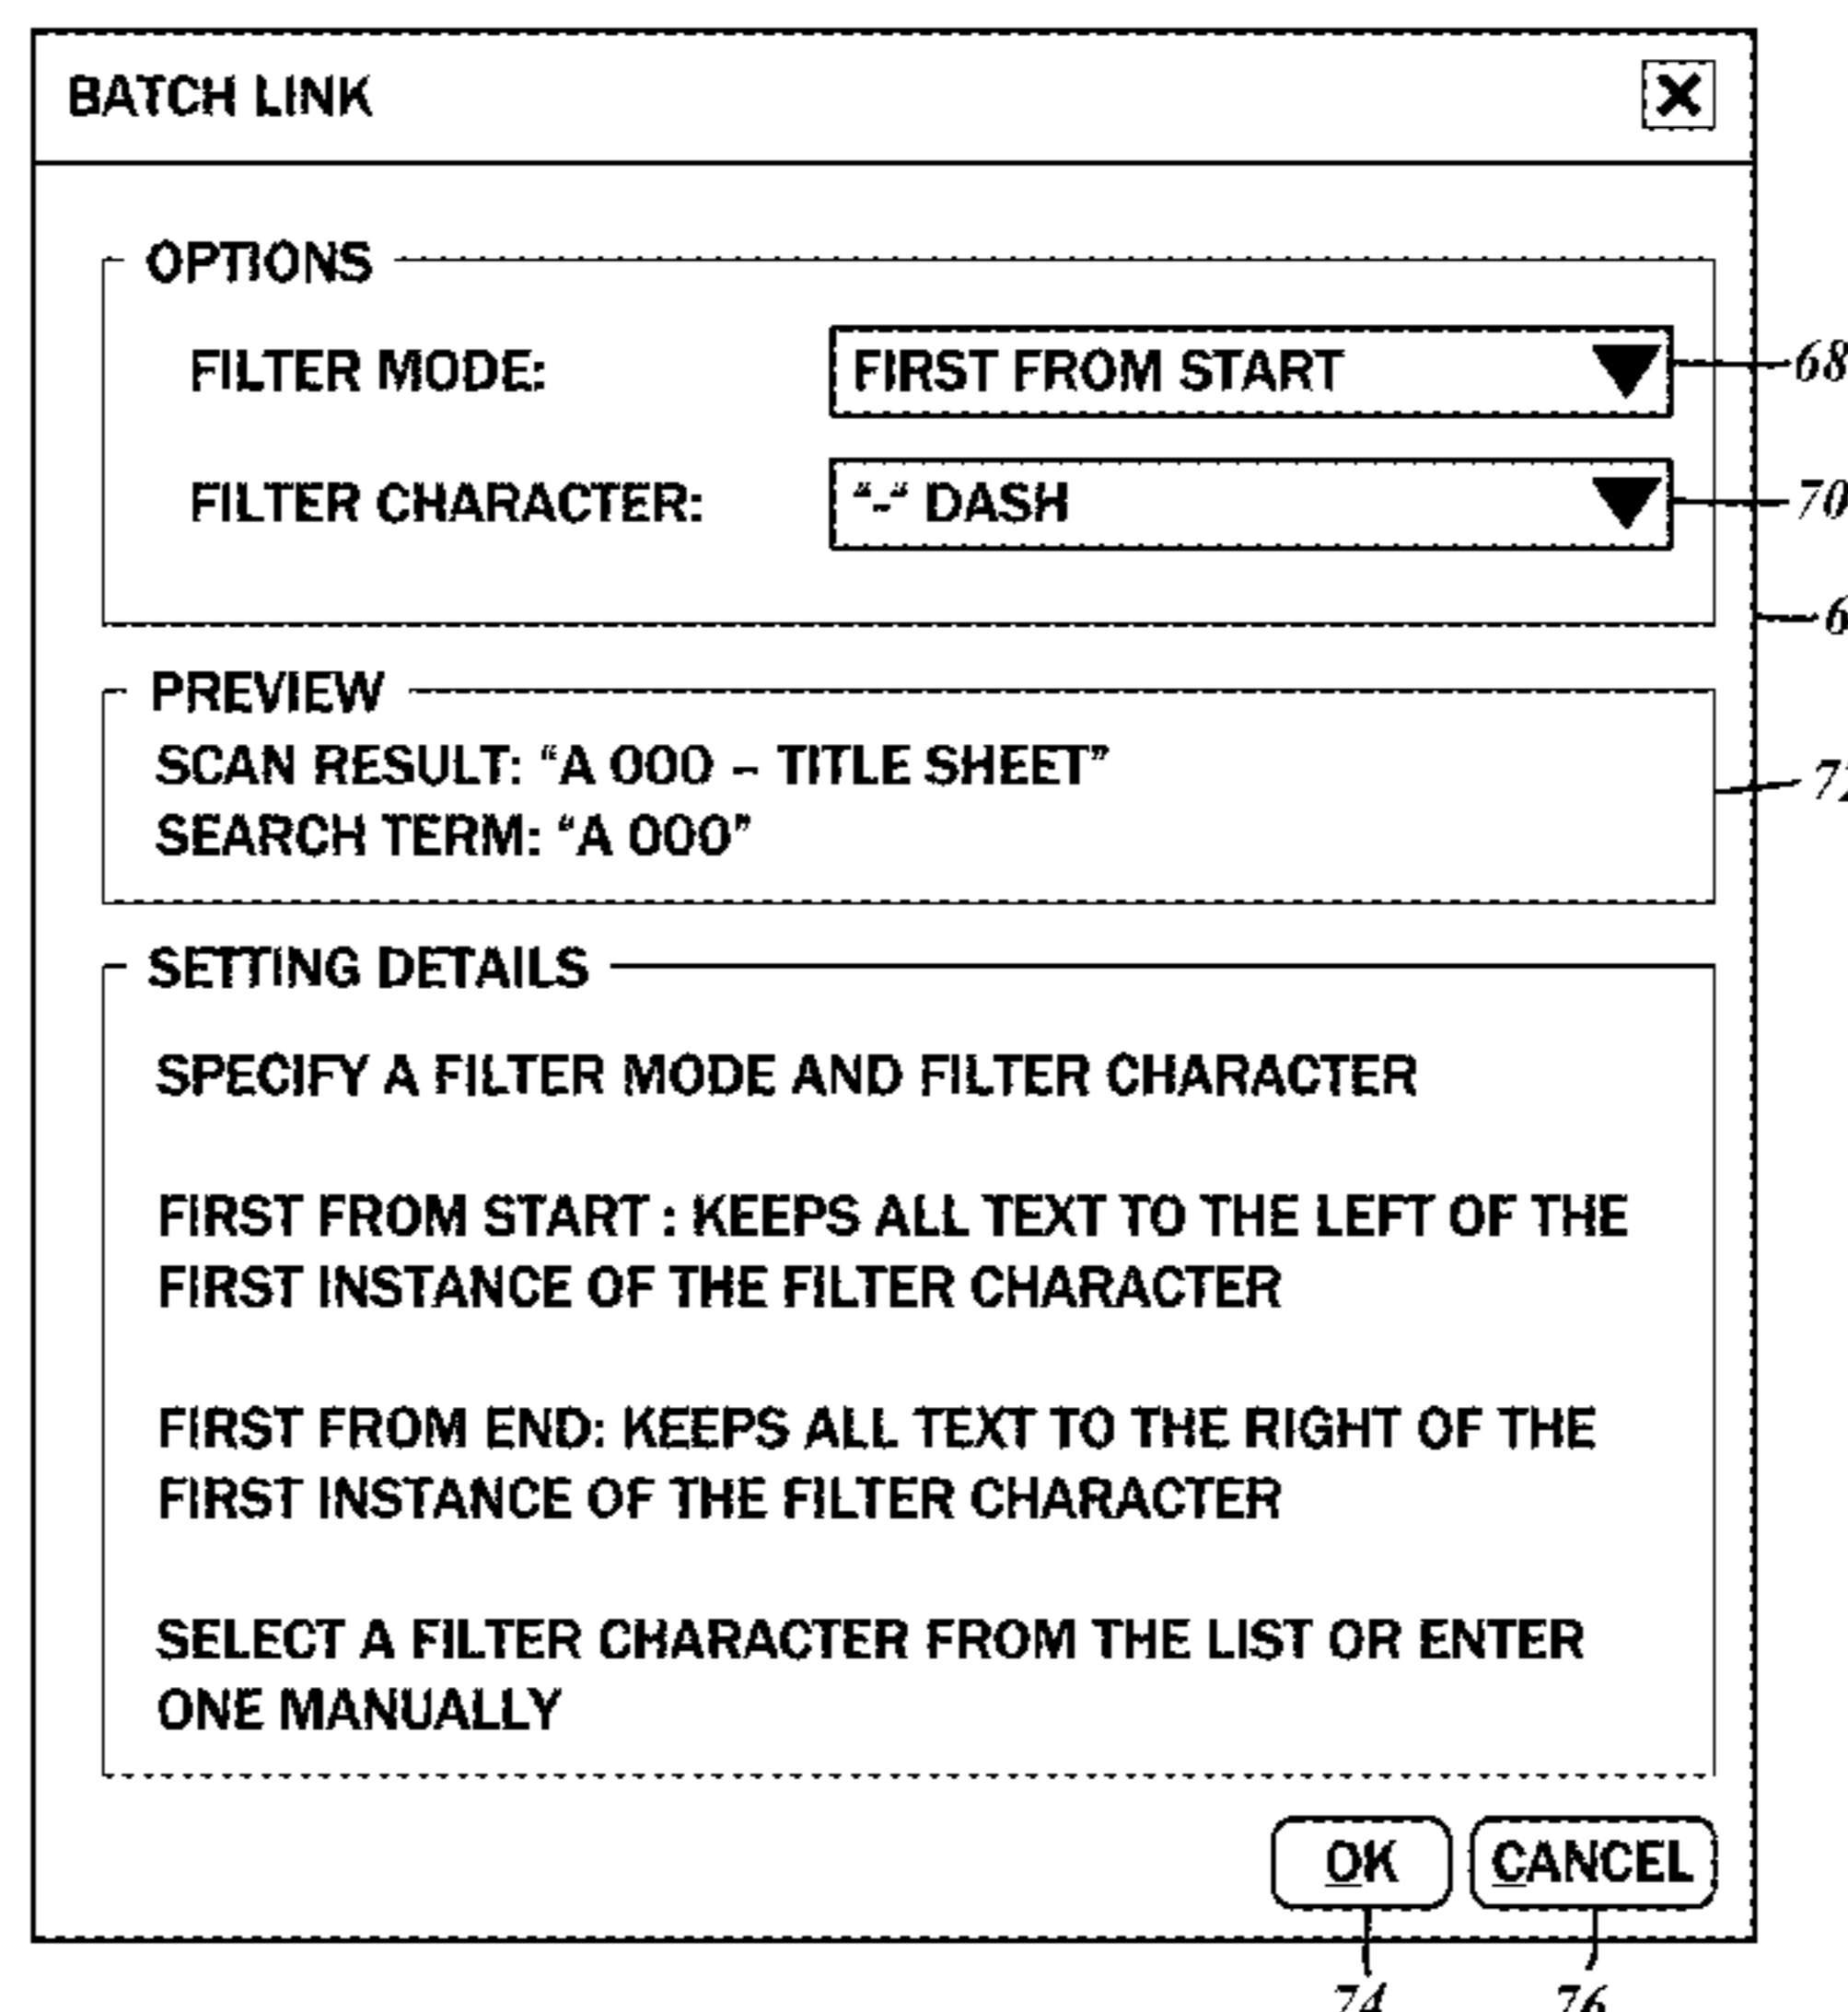 BATCH LINK
OPTIONS
FILTER MODE: FIRST FROM START 68
FILTER CHARACTER: “-“ DASH 70
PREVIEW
SCAN RESULT: “A 000 – TITLE SHEET”
SEARCH TERM: “A 000”
72
SETTING DETAILS
SPECIFY A FILTER MODE AND FILTER CHARACTER
FIRST FROM START : KEEPS ALL TEXT TO THE LEFT OF THE
FIRST INSTANCE OF THE FILTER CHARACTER
FIRST FROM END: KEEPS ALL TEXT TO THE RIGHT OF THE
FIRST INSTANCE OF THE FILTER CHARACTER
SELECT A FILTER CHARACTER FROM THE LIST OR ENTER
ONE MANUALLY
OK CANCEL
74 76